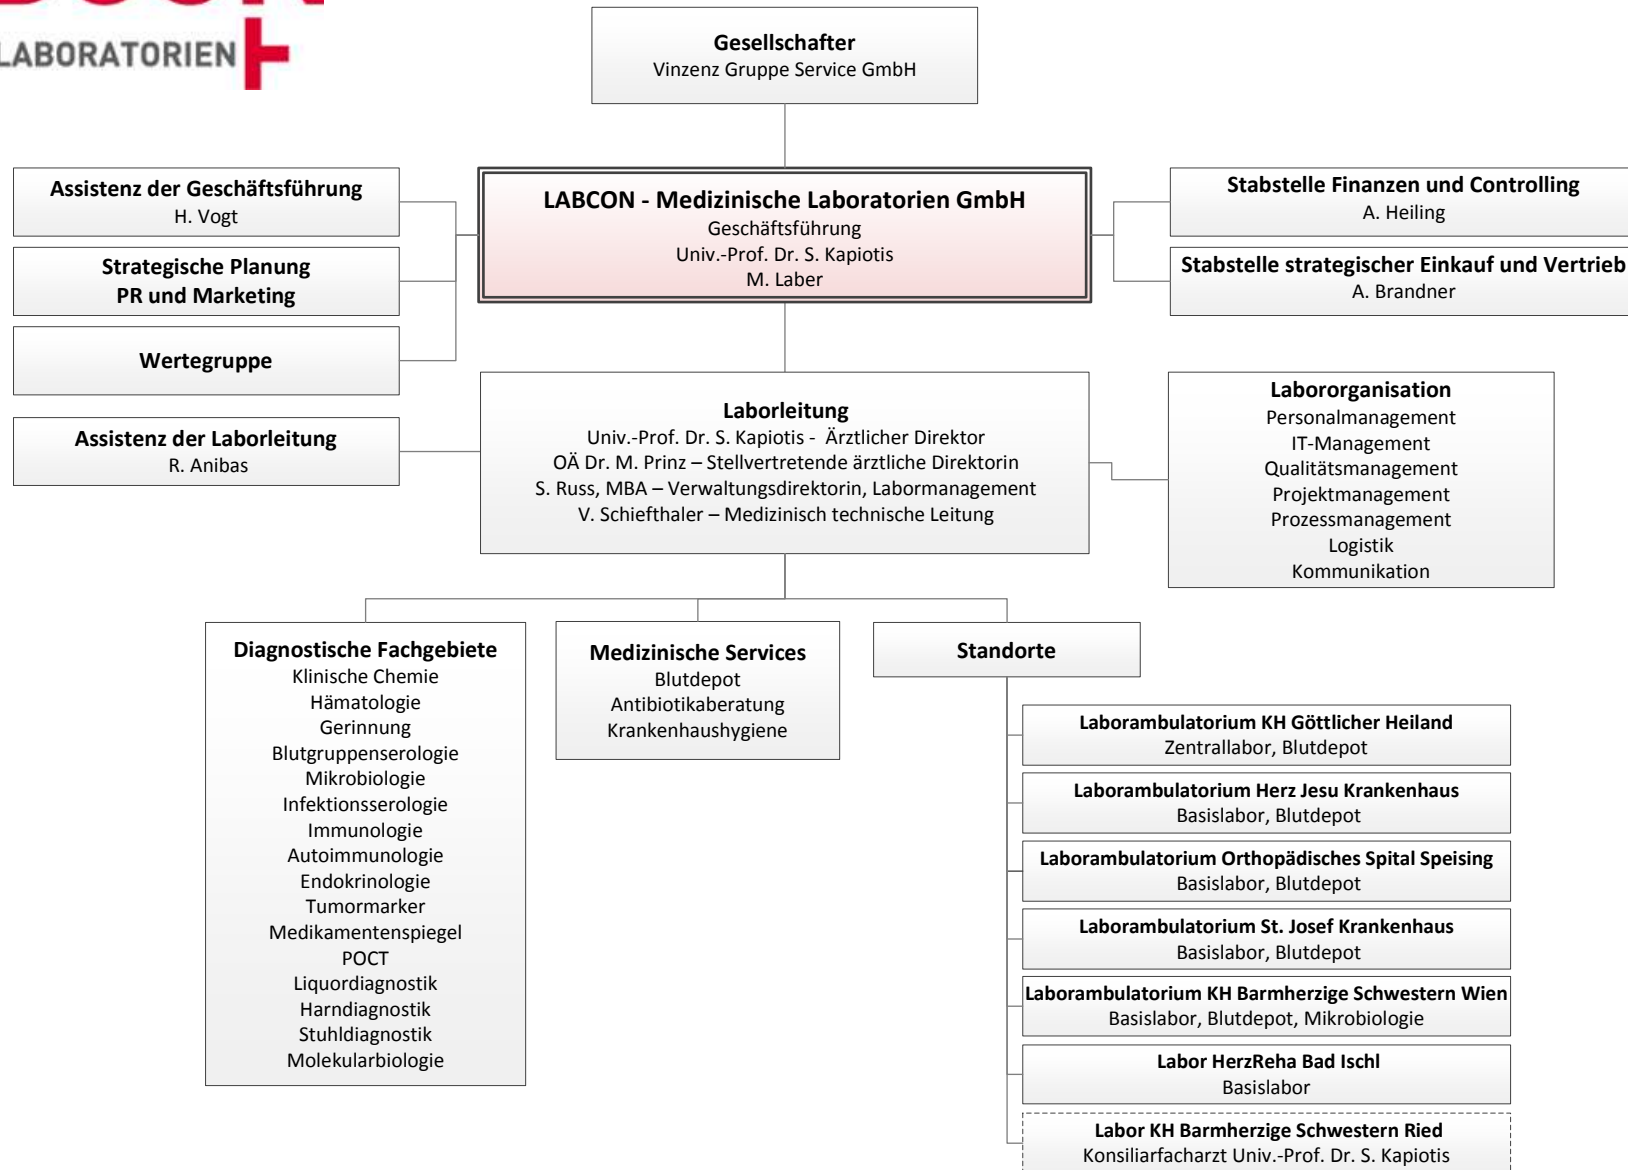 LABORATORIEN
Gesellschafter
Vinzenz Gruppe Service GmbH
Assistenz der Geschäftsführung
H. Vogt
Strategische Planung
PR und Marketing
Wertegruppe
LABCON - Medizinische Laboratorien GmbH
Geschäftsführung
Univ.-Prof. Dr. S. Kapiotis
M. Laber
Stabstelle Finanzen und Controlling
A. Heiling
Stabstelle strategischer Einkauf und Vertrieb
A. Brandner
Assistenz der Laborleitung
R. Anibas
Laborleitung
Univ.-Prof. Dr. S. Kapiotis - Ärztlicher Direktor
OÄ Dr. M. Prinz – Stellvertretende ärztliche Direktorin
S. Russ, MBA – Verwaltungsdirektorin, Labormanagement
V. Schiefthaler – Medizinisch technische Leitung
Labororganisation
Personalmanagement
IT-Management
Qualitätsmanagement
Projektmanagement
Prozessmanagement
Logistik
Kommunikation
Diagnostische Fachgebiete
Klinische Chemie
Hämatologie
Gerinnung
Blutgruppenserologie
Mikrobiologie
Infektionsserologie
Immunologie
Autoimmunologie
Endokrinologie
Tumormarker
Medikamentenspiegel
POCT
Liquordiagnostik
Harndiagnostik
Stuhldiagnostik
Molekularbiologie
Medizinische Services
Blutdepot
Antibiotikaberatung
Krankenhaushygiene
Standorte
Laborambulatorium KH Göttlicher Heiland
Zentrallabor, Blutdepot
Laborambulatorium Herz Jesu Krankenhaus
Basislabor, Blutdepot
Laborambulatorium Orthopädisches Spital Speising
Basislabor, Blutdepot
Laborambulatorium St. Josef Krankenhaus
Basislabor, Blutdepot
Laborambulatorium KH Barmherzige Schwestern Wien
Basislabor, Blutdepot, Mikrobiologie
Labor HerzReha Bad Ischl
Basislabor
Labor KH Barmherzige Schwestern Ried
Konsiliarfacharzt Univ.-Prof. Dr. S. Kapiotis